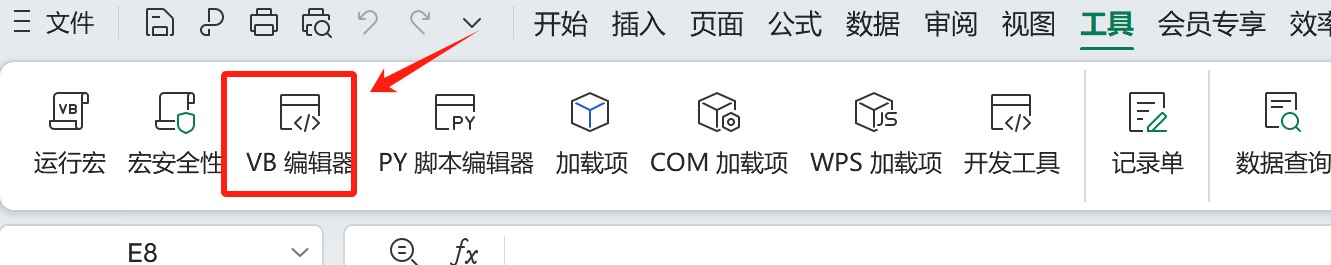 文件 开始 插入 页面 公式 数据 审阅 视图 工具 会员专享 效率
VB PY JS
运行宏 宏安全性 VB 编辑器 PY 脚本编辑器 加载项 COM 加载项 WPS 加载项 开发工具 记录单 数据查询
E8 fx